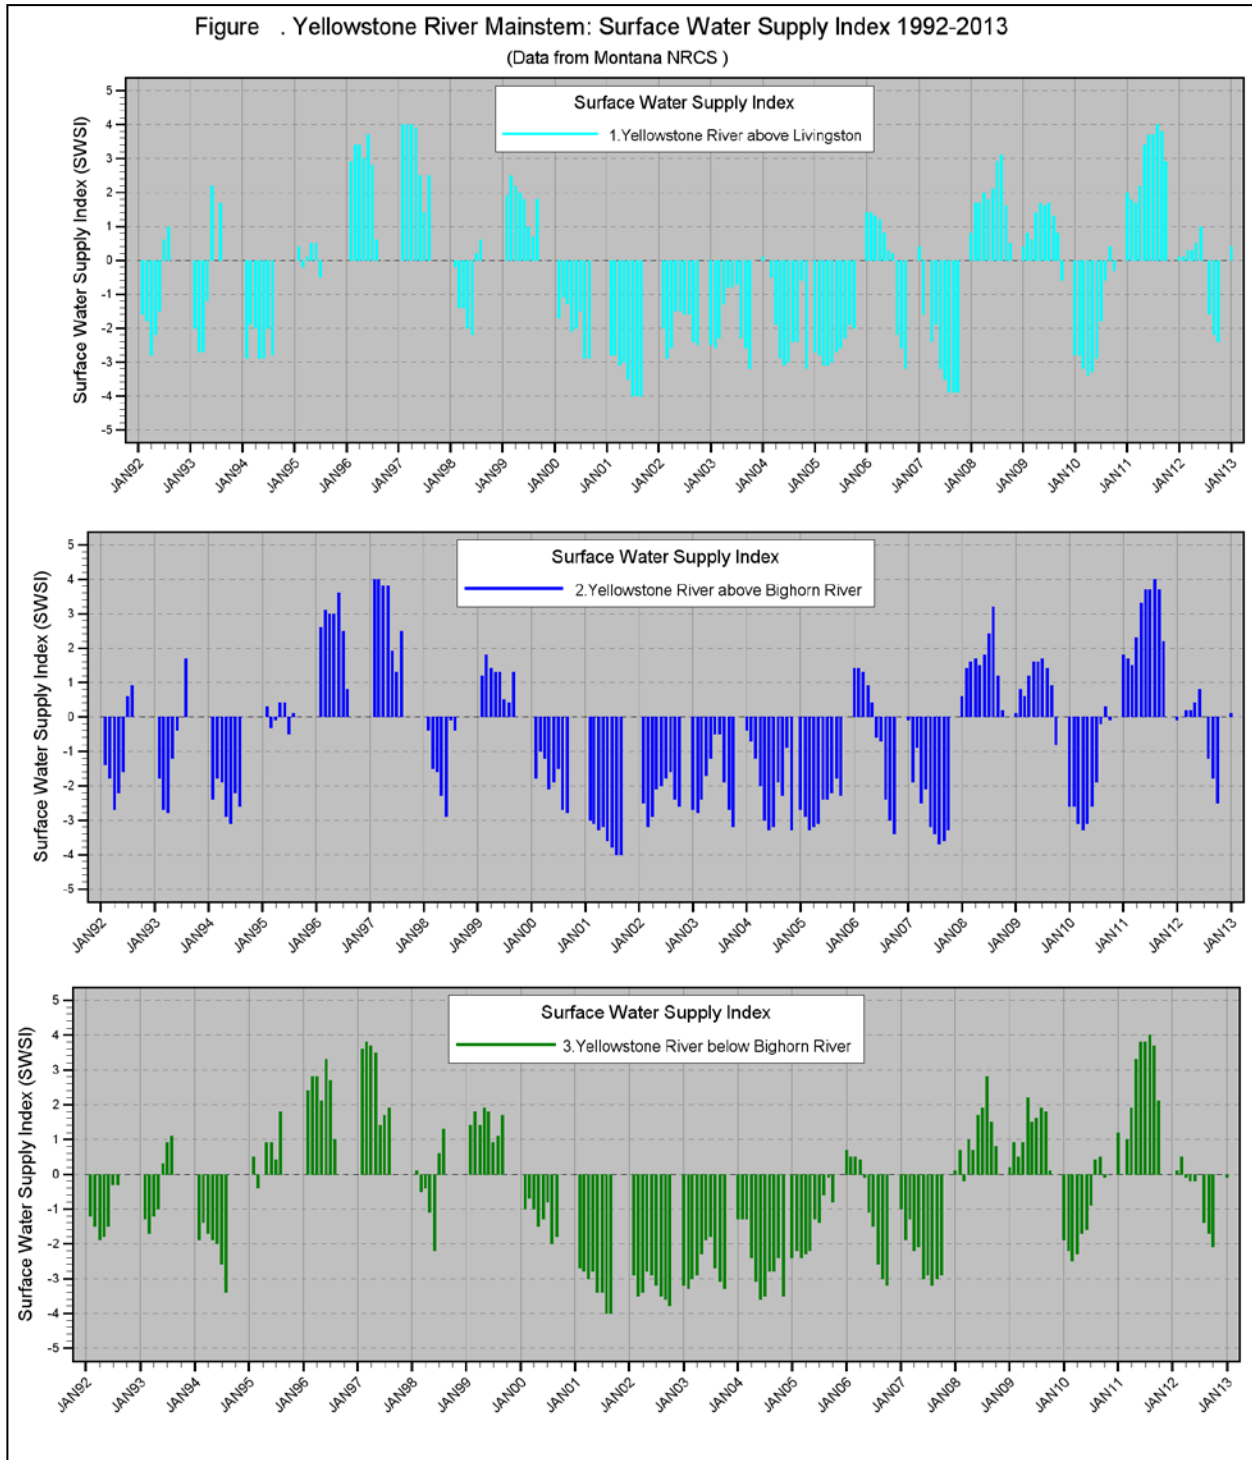 Figure . Yellowstone River Mainstem: Surface Water Supply Index 1992-2013
(Data from Montana NRCS )
Surface Water Supply Index (SWSI)
5
4
3
2
1
0
-1
-2
-3
-4
-5
Surface Water Supply Index
1.Yellowstone River above Livingston
JAN92 JAN93 JAN94 JAN95 JAN96 JAN97 JAN98 JAN99 JAN00 JAN01 JAN02 JAN03 JAN04 JAN05 JAN06 JAN07 JAN08 JAN09 JAN10 JAN11 JAN12 JAN13
Surface Water Supply Index (SWSI)
5
4
3
2
1
0
-1
-2
-3
-4
-5
Surface Water Supply Index
2.Yellowstone River above Bighorn River
JAN92 JAN93 JAN94 JAN95 JAN96 JAN97 JAN98 JAN99 JAN00 JAN01 JAN02 JAN03 JAN04 JAN05 JAN06 JAN07 JAN08 JAN09 JAN10 JAN11 JAN12 JAN13
Surface Water Supply Index (SWSI)
5
4
3
2
1
0
-1
-2
-3
-4
-5
Surface Water Supply Index
3.Yellowstone River below Bighorn River
JAN92 JAN93 JAN94 JAN95 JAN96 JAN97 JAN98 JAN99 JAN00 JAN01 JAN02 JAN03 JAN04 JAN05 JAN06 JAN07 JAN08 JAN09 JAN10 JAN11 JAN12 JAN13